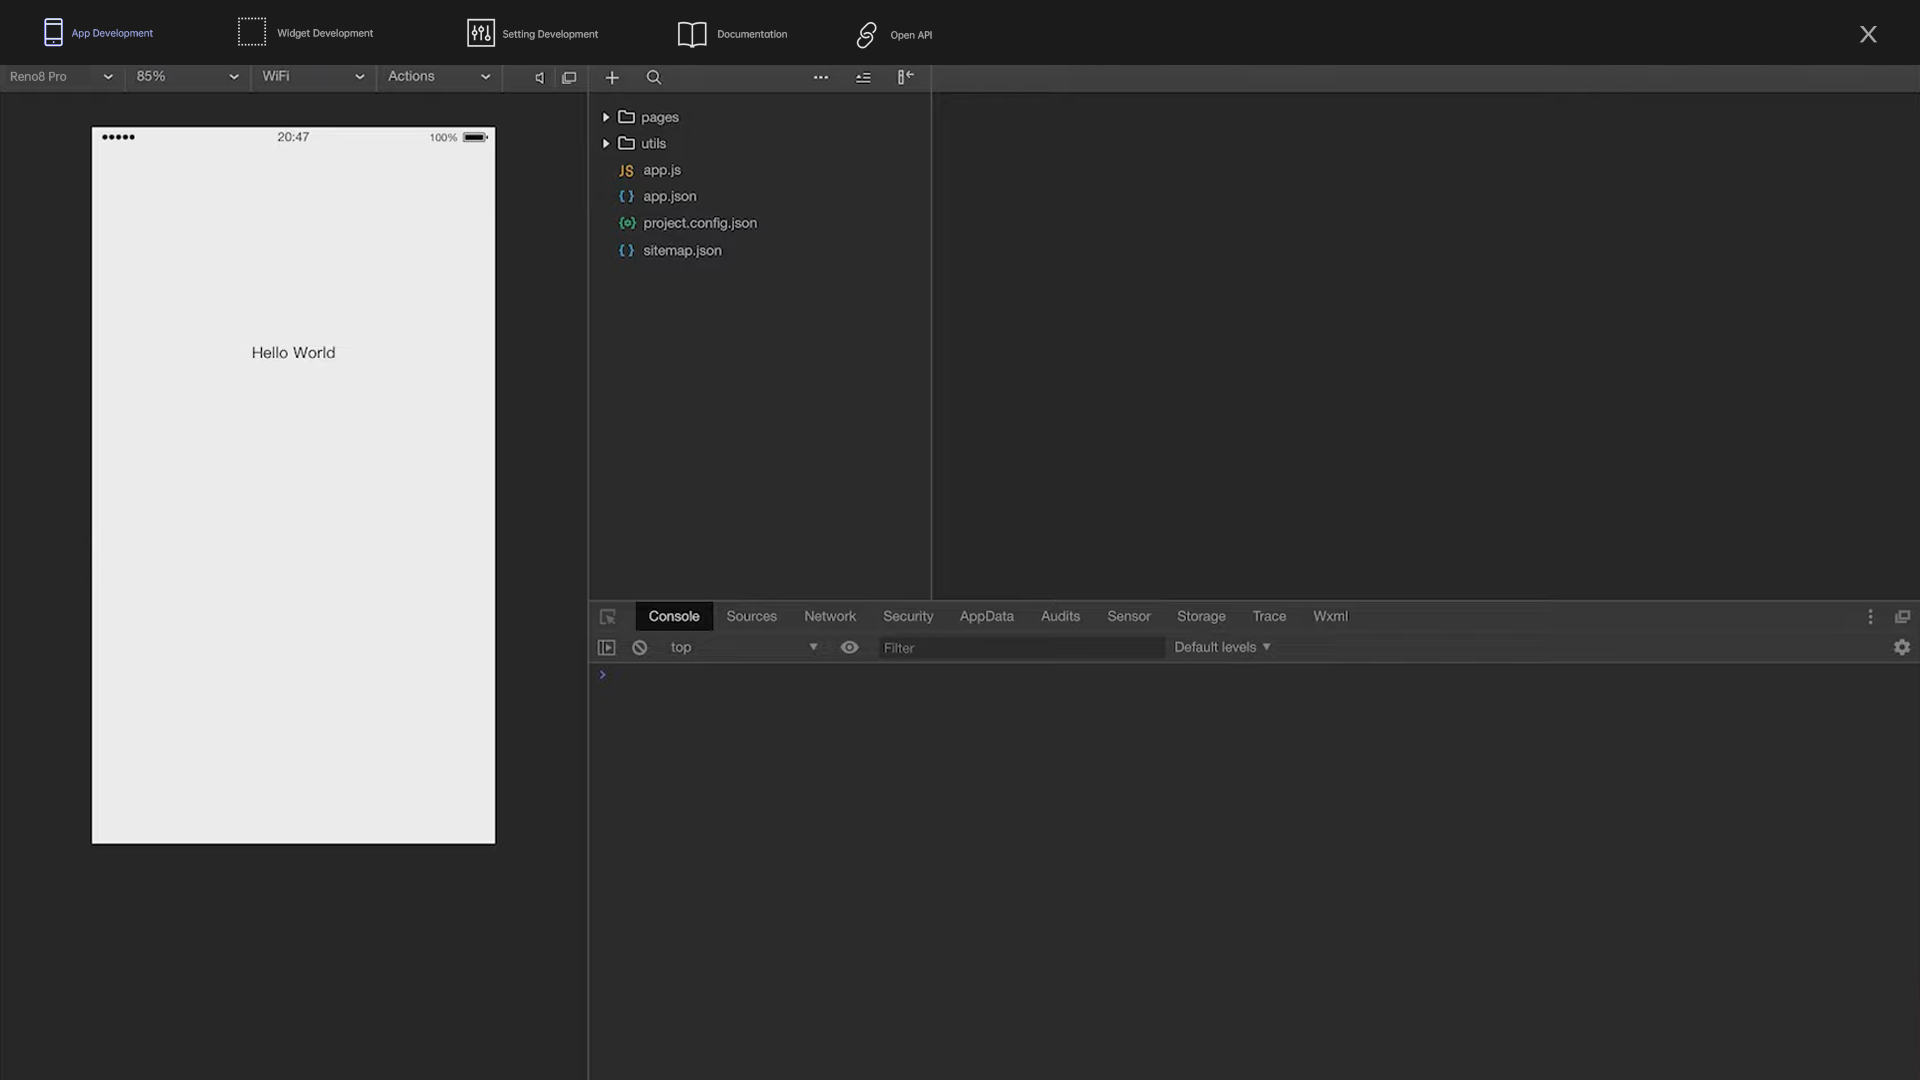 App Development
Widget Development
Setting Development
Documentation
Open API
Reno8 Pro
85%
WiFi
Actions
20:47
100%
Hello World
pages
utils
JS app.js
{ } app.json
{o} project.config.json
{ } sitemap.json
Console
Sources
Network
Security
AppData
Audits
Sensor
Storage
Trace
Wxml
top
Filter
Default levels